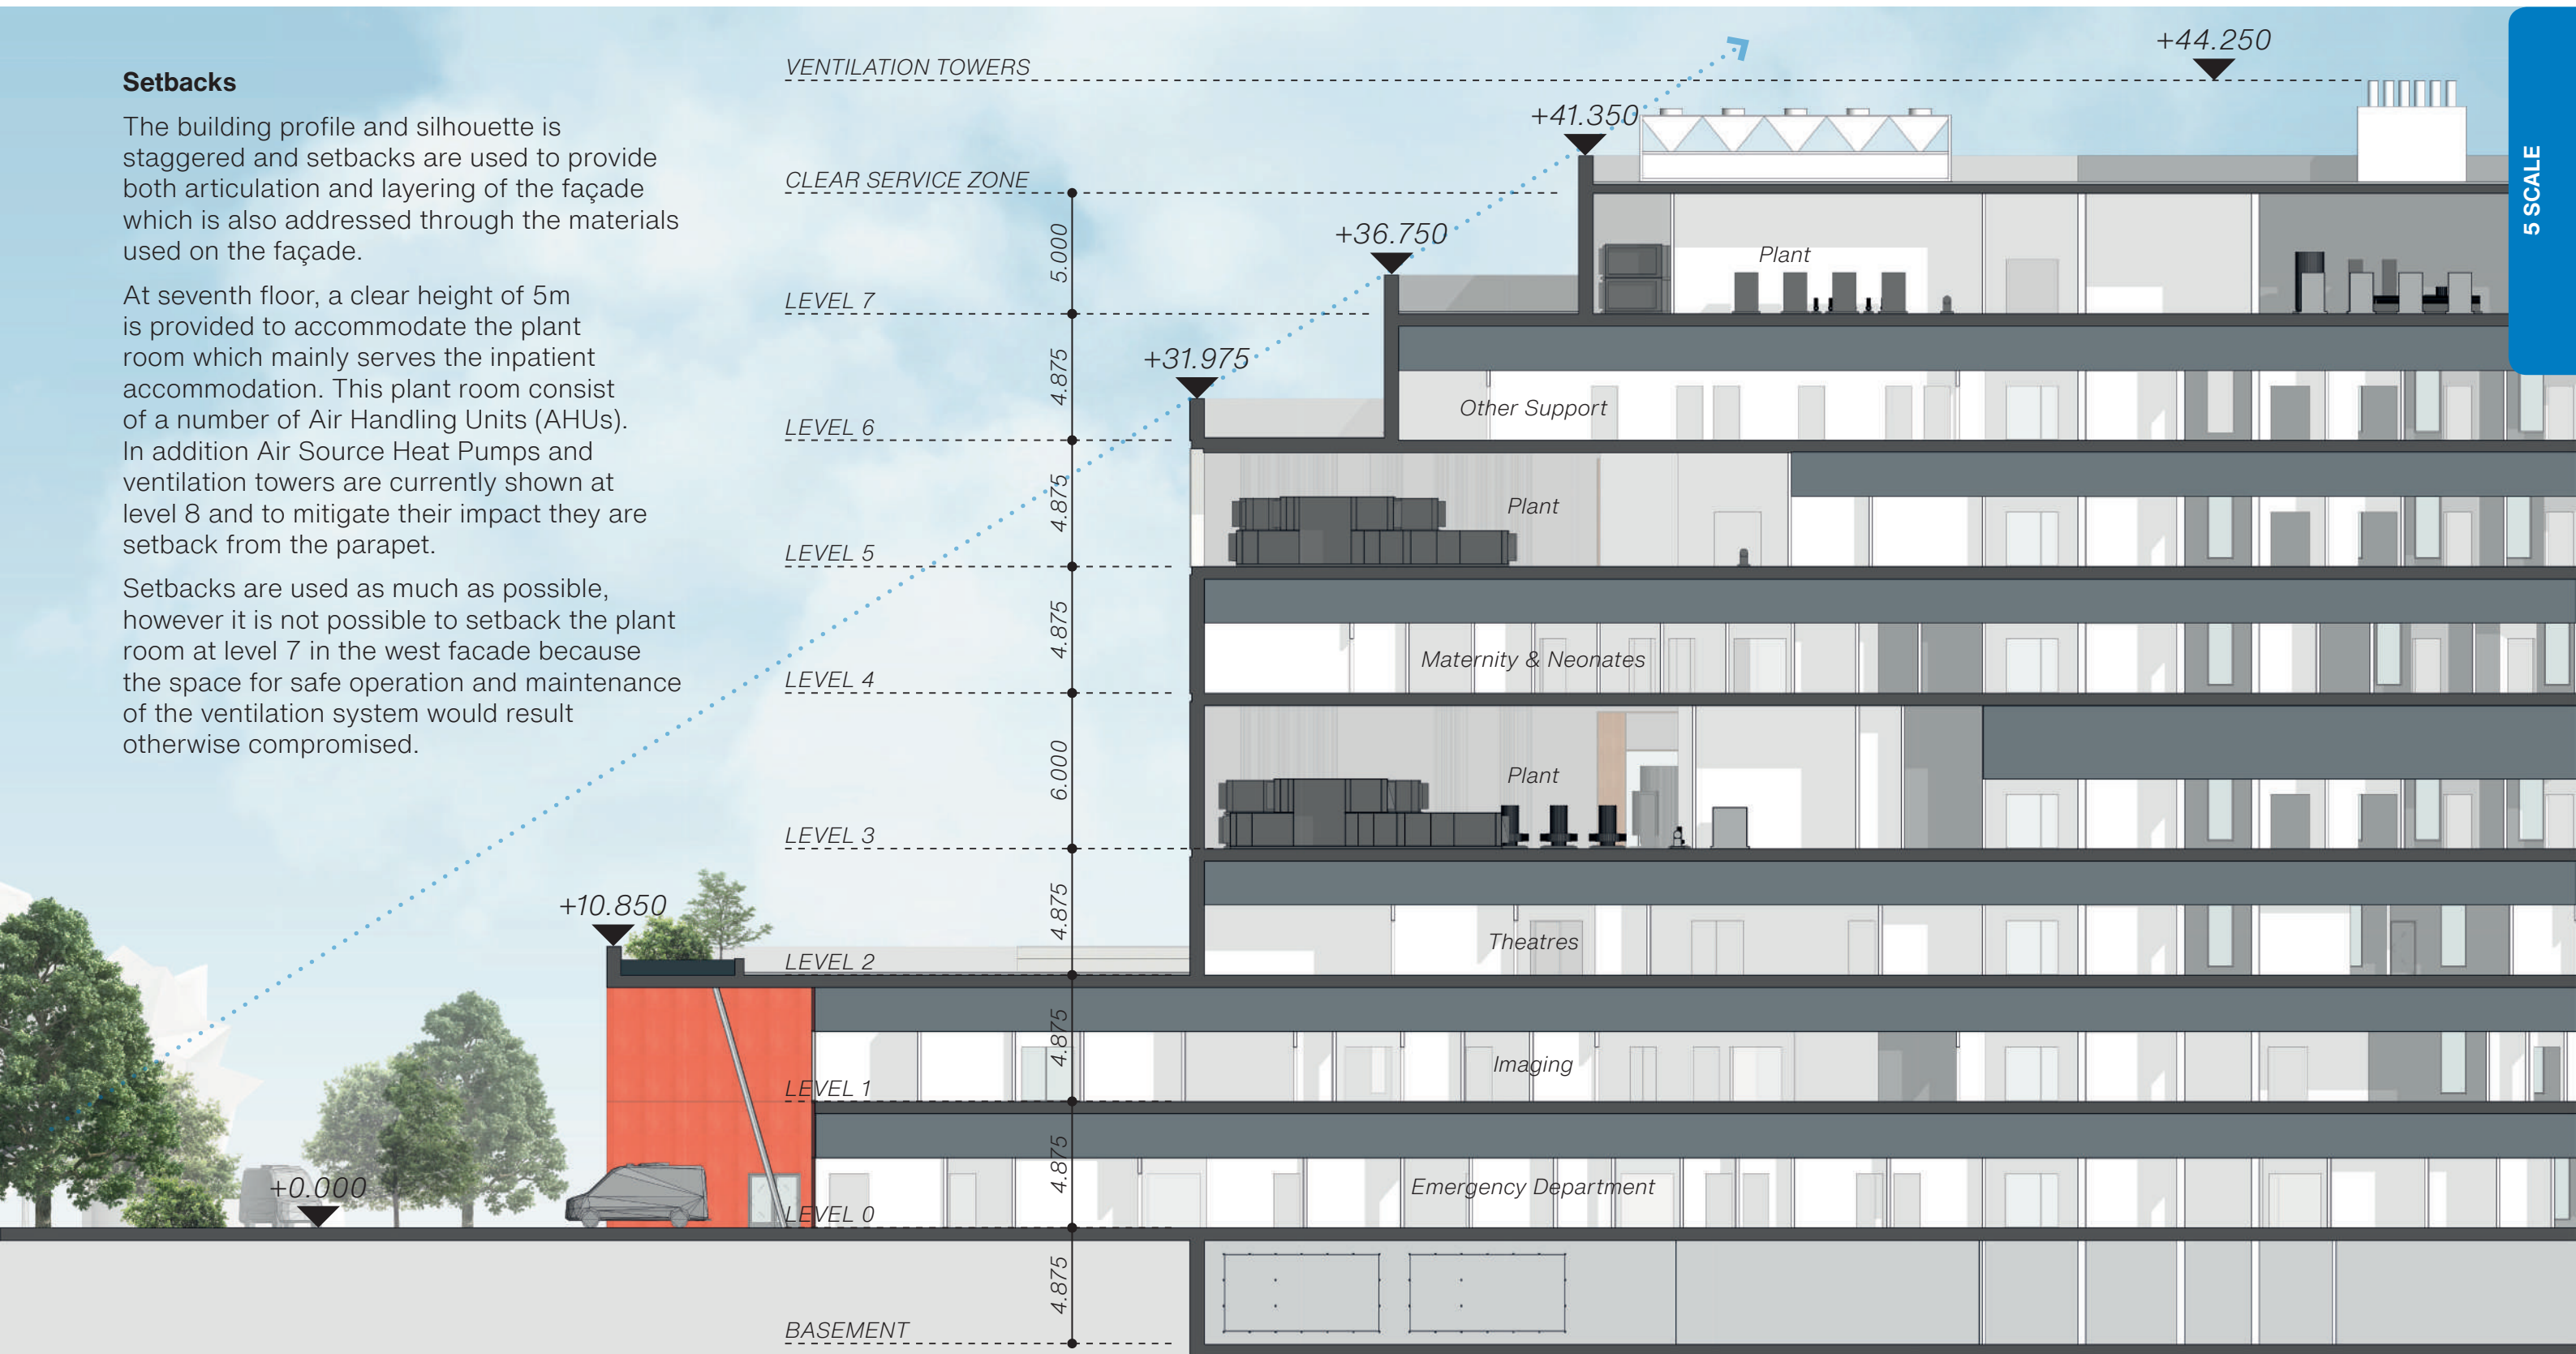 Setbacks
The building profile and silhouette is
staggered and setbacks are used to provide
both articulation and layering of the façade
which is also addressed through the materials
used on the façade.
At seventh floor, a clear height of 5m
is provided to accommodate the plant
room which mainly serves the inpatient
accommodation. This plant room consist
of a number of Air Handling Units (AHUs).
In addition Air Source Heat Pumps and
ventilation towers are currently shown at
level 8 and to mitigate their impact they are
setback from the parapet.
Setbacks are used as much as possible,
however it is not possible to setback the plant
room at level 7 in the west facade because
the space for safe operation and maintenance
of the ventilation system would result
otherwise compromised.
VENTILATION TOWERS
CLEAR SERVICE ZONE
LEVEL 7
LEVEL 6
LEVEL 5
LEVEL 4
LEVEL 3
LEVEL 2
LEVEL 1
LEVEL 0
BASEMENT
5.000
4.875
4.875
4.875
6.000
4.875
4.875
4.875
4.875
+44.250
+41.350
+36.750
+31.975
+10.850
+0.000
Plant
Other Support
Plant
Maternity & Neonates
Plant
Theatres
Imaging
Emergency Department
5 SCALE